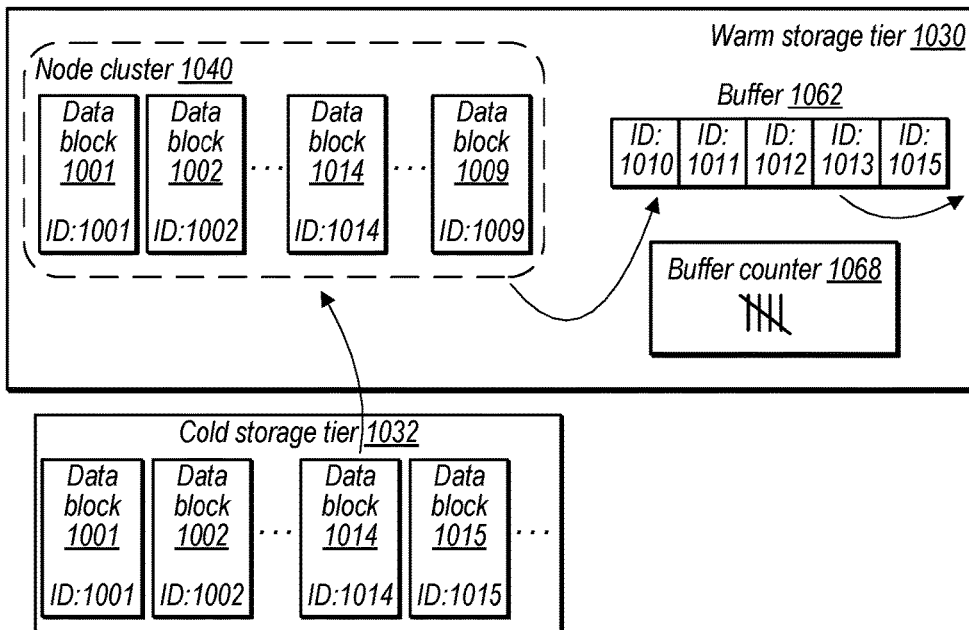 Warm storage tier 1030
Node cluster 1040
Data block 1001
ID:1001
Data block 1002
ID:1002
...
Data block 1014
ID:1014
...
Data block 1009
ID:1009
Buffer 1062
ID: 1010
ID: 1011
ID: 1012
ID: 1013
ID: 1015
Buffer counter 1068
Cold storage tier 1032
Data block 1001
ID:1001
Data block 1002
ID:1002
...
Data block 1014
ID:1014
Data block 1015
ID:1015
...